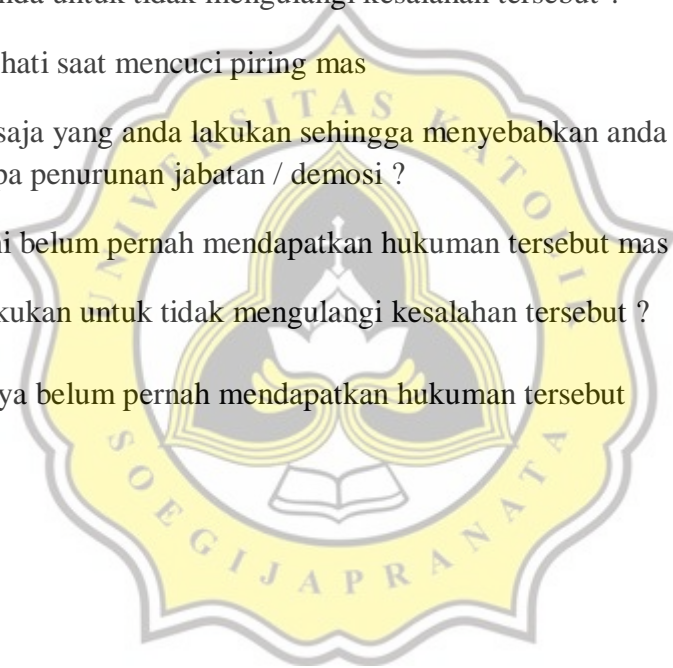 nda untuk tidak mengulangi kesalahan tersebut ?
hati saat mencuci piring mas
saja yang anda lakukan sehingga menyebabkan anda
pa penurunan jabatan / demosi ?
ni belum pernah mendapatkan hukuman tersebut mas
kukan untuk tidak mengulangi kesalahan tersebut ?
ya belum pernah mendapatkan hukuman tersebut
UNIVERSITAS KATOLIK
SOEGIJAPRANATA